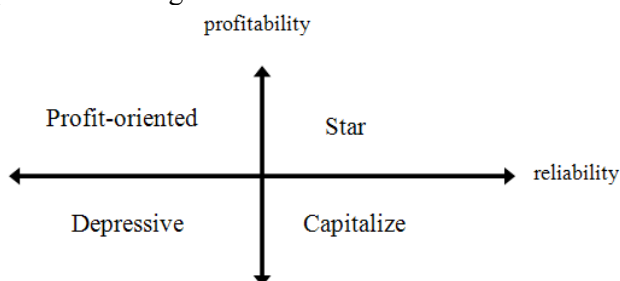 profitability
Profit-oriented
Star
reliability
Depressive
Capitalize